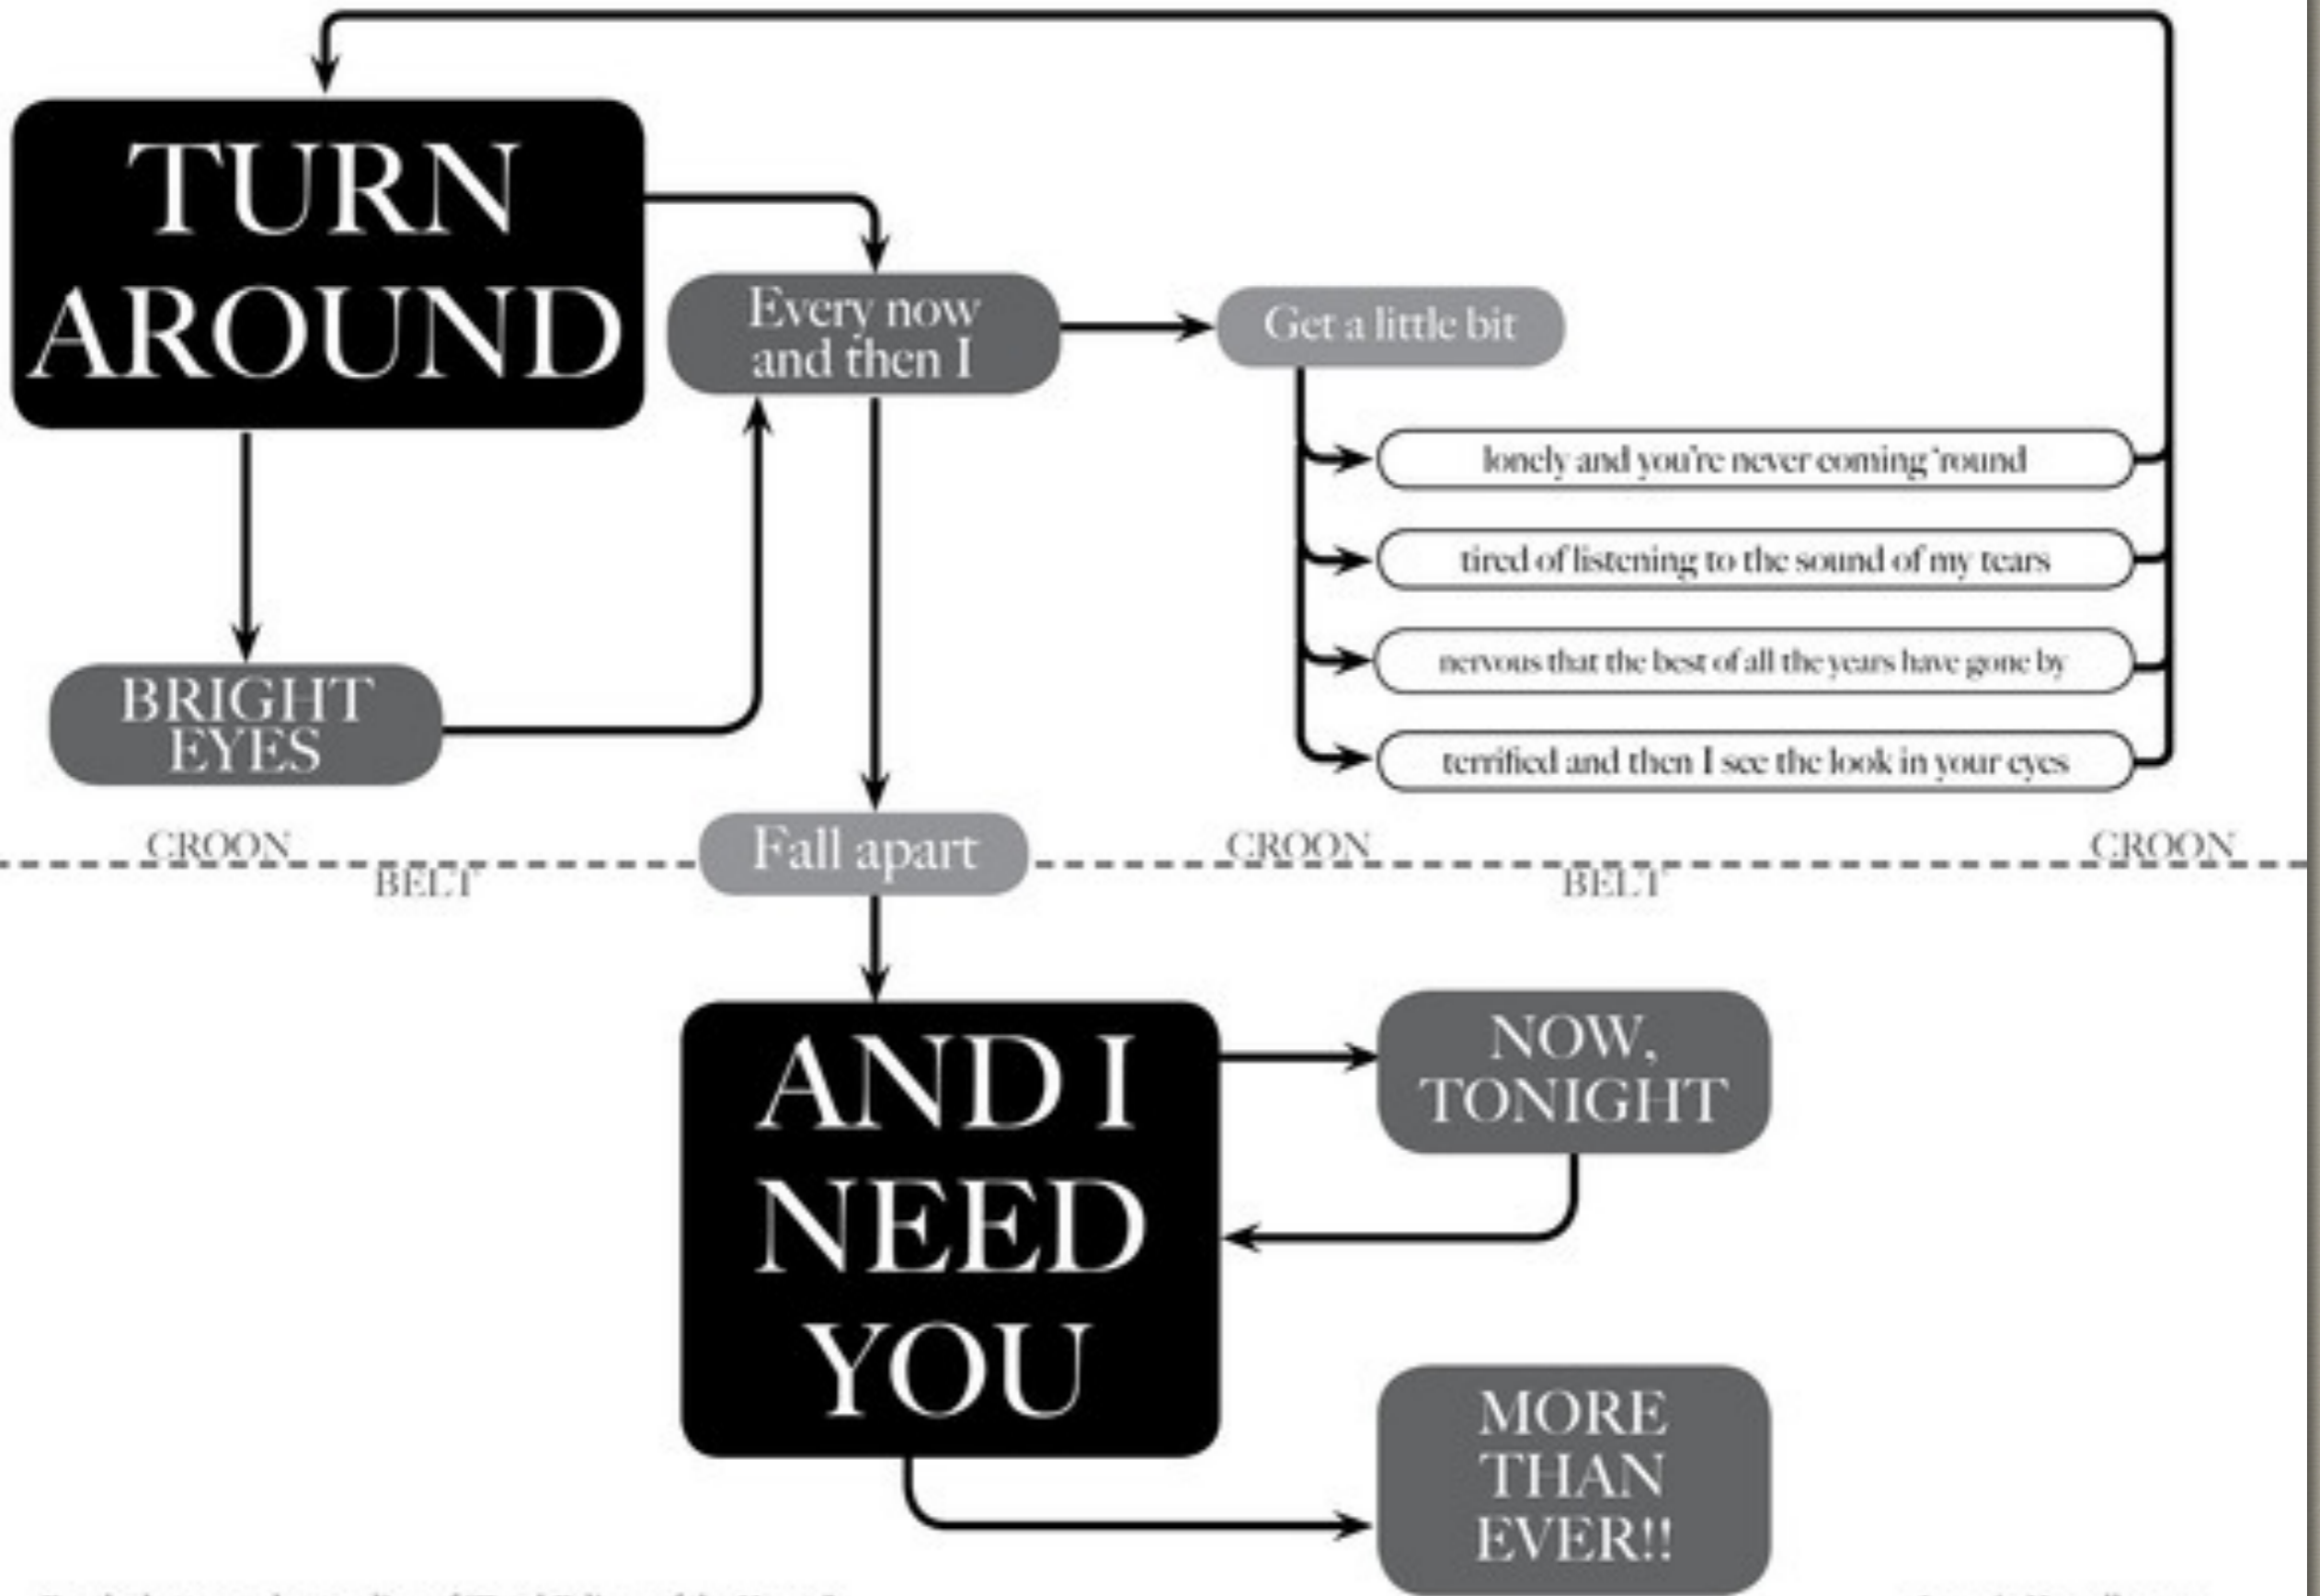 TURN
AROUND
Every now
and then I
Get a little bit
lonely and you're never coming 'round
tired of listening to the sound of my tears
nervous that the best of all the years have gone by
terrified and then I see the look in your eyes
BRIGHT
EYES
Fall apart
CROON
CROON
CROON
BELT
BELT
AND I
NEED
YOU
NOW,
TONIGHT
MORE
THAN
EVER!!